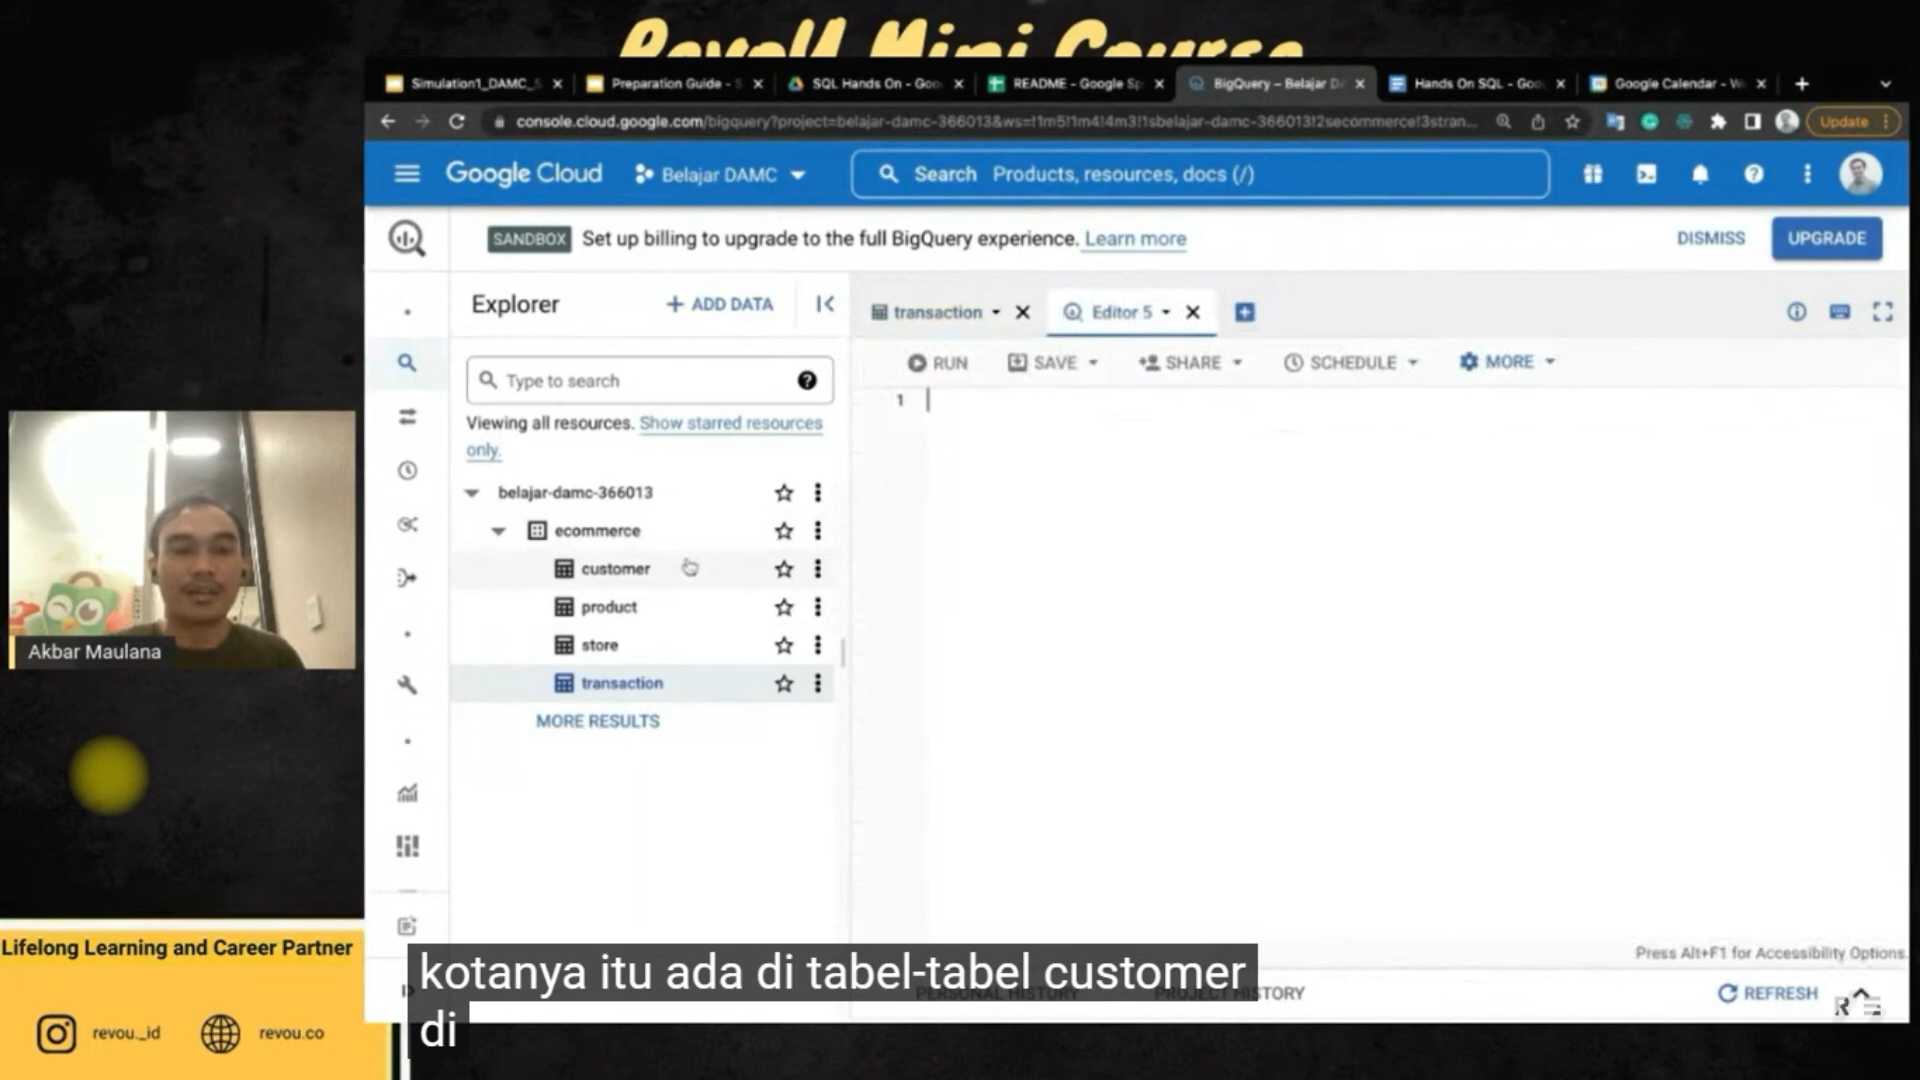 RevoU Mini Course
Simulation1_DAMC_S
Preparation Guide - S
SQL Hands On - Goo
README - Google Sp
BigQuery – Belajar DA
Hands On SQL - Goo
Google Calendar - W
console.cloud.google.com/bigquery?project=belajar-damc-366013&ws=!1m5!1m4!4m3!1sbelajar-damc-366013!2secommerce!3stran...
Update
Google Cloud
Belajar DAMC
Search Products, resources, docs (/)
SANDBOX Set up billing to upgrade to the full BigQuery experience. Learn more
DISMISS
UPGRADE
Explorer
+ ADD DATA
transaction
Editor 5
RUN
SAVE
SHARE
SCHEDULE
MORE
Type to search
1
Viewing all resources. Show starred resources
only.
belajar-damc-366013
ecommerce
customer
product
store
transaction
MORE RESULTS
Akbar Maulana
Press Alt+F1 for Accessibility Options.
PERSONAL HISTORY
PROJECT HISTORY
REFRESH
kotanya itu ada di tabel-tabel customer
di
Lifelong Learning and Career Partner
revou_id
revou.co